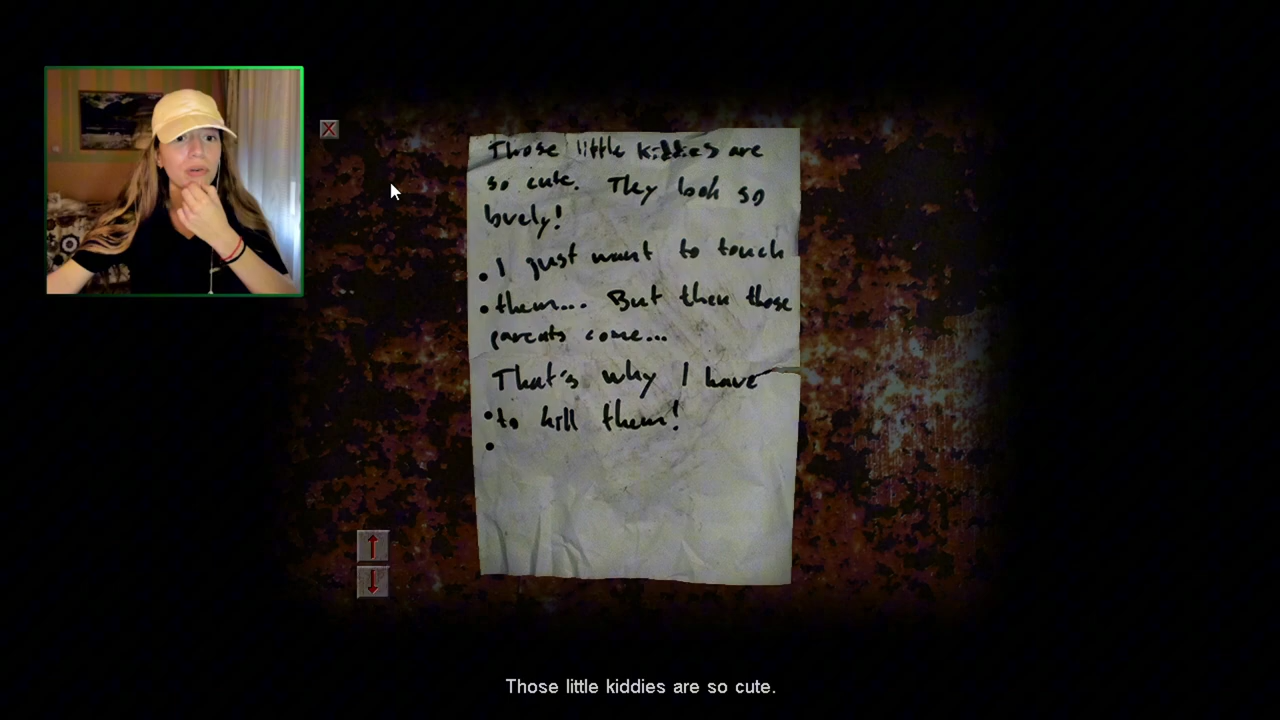 Those little kiddies are
so cute. They look so
lovely!
I just want to touch
them... But then those
parents come...
That's why I have
to kill them!
Those little kiddies are so cute.